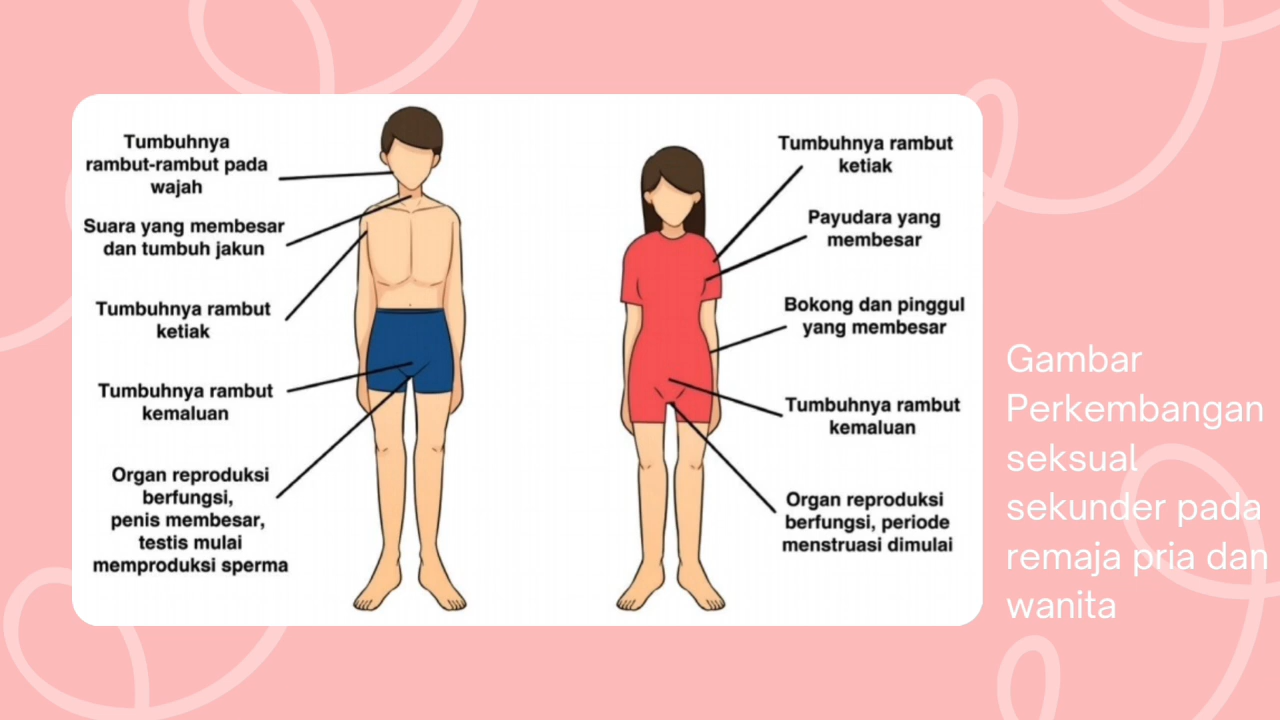 Tumbuhnya
rambut-rambut pada
wajah
Suara yang membesar
dan tumbuh jakun
Tumbuhnya rambut
ketiak
Tumbuhnya rambut
kemaluan
Organ reproduksi
berfungsi,
penis membesar,
testis mulai
memproduksi sperma
Tumbuhnya rambut
ketiak
Payudara yang
membesar
Bokong dan pinggul
yang membesar
Tumbuhnya rambut
kemaluan
Organ reproduksi
berfungsi, periode
menstruasi dimulai
Gambar
Perkembangan
seksual
sekunder pada
remaja pria dan
wanita